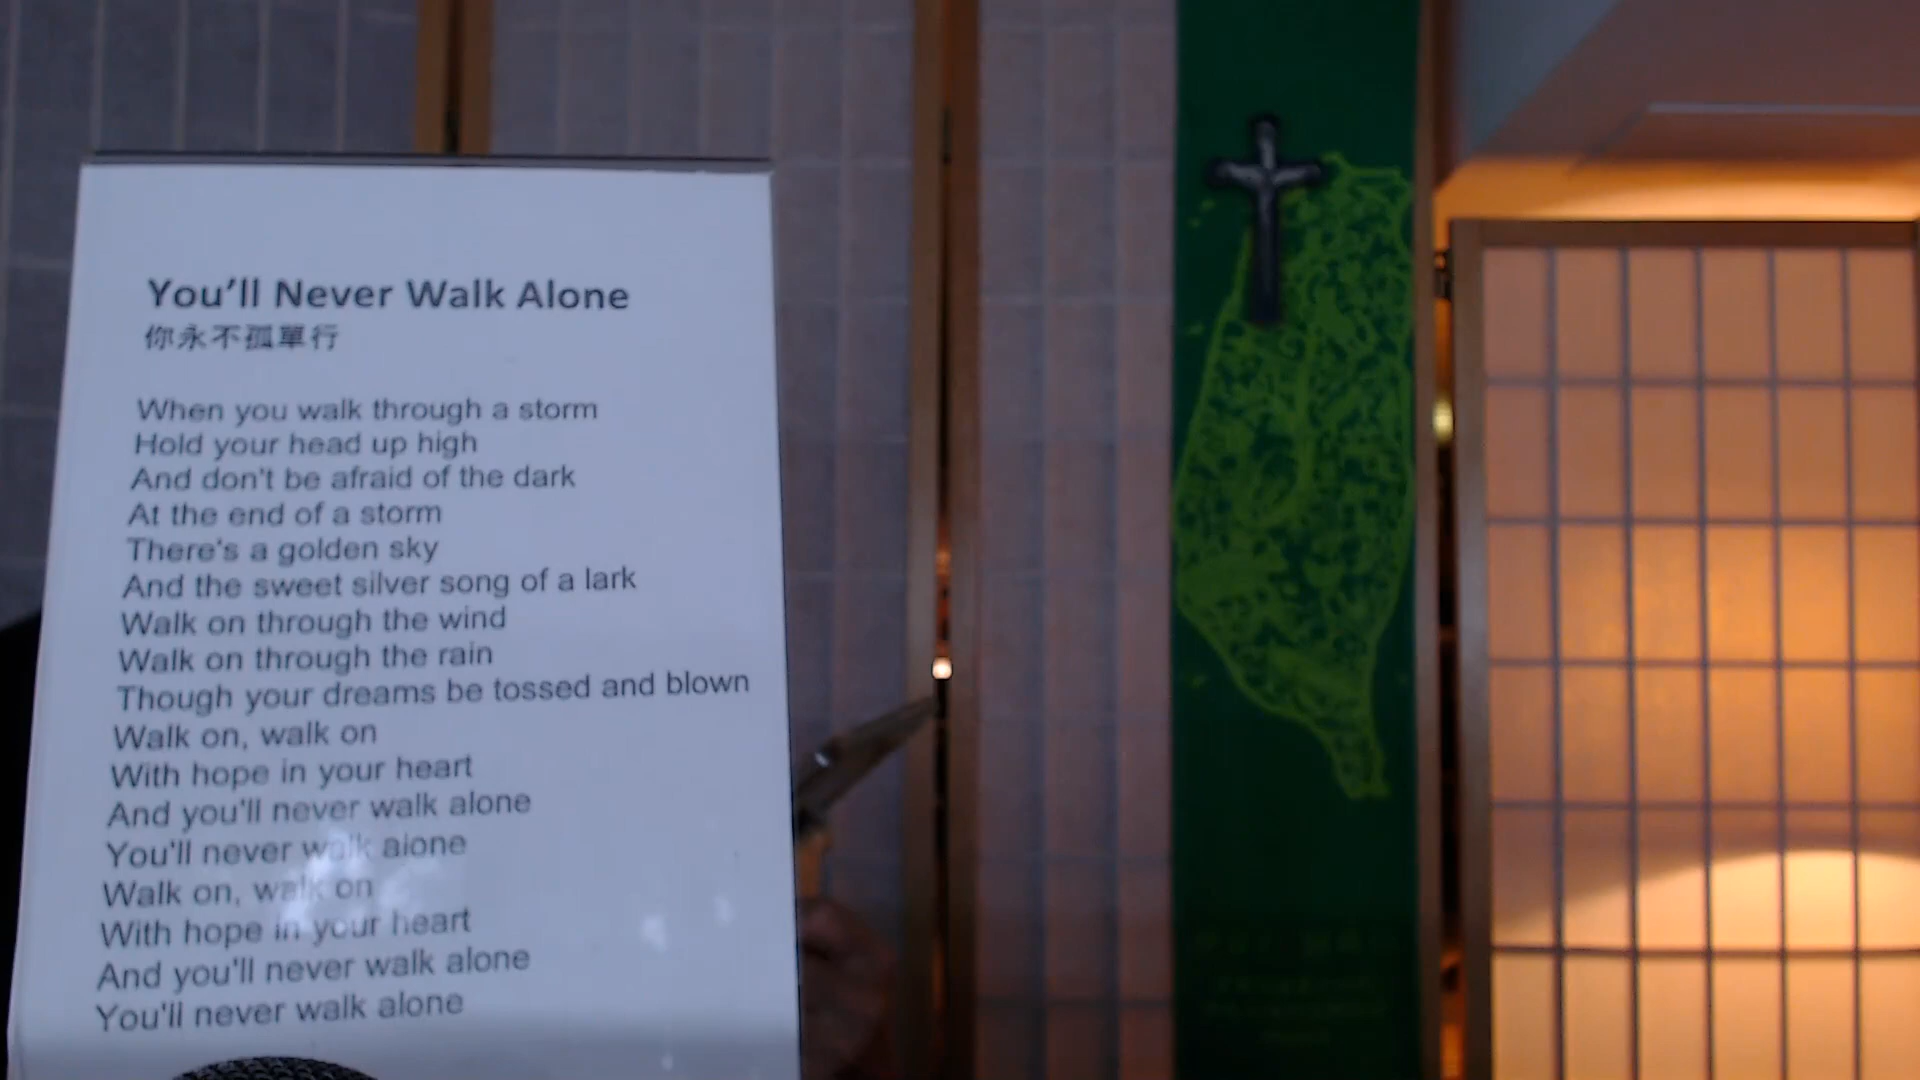 You'll Never Walk Alone
你永不孤單行
When you walk through a storm
Hold your head up high
And don't be afraid of the dark
At the end of a storm
There's a golden sky
And the sweet silver song of a lark
Walk on through the wind
Walk on through the rain
Though your dreams be tossed and blown
Walk on, walk on
With hope in your heart
And you'll never walk alone
You'll never walk alone
Walk on, walk on
With hope in your heart
And you'll never walk alone
You'll never walk alone